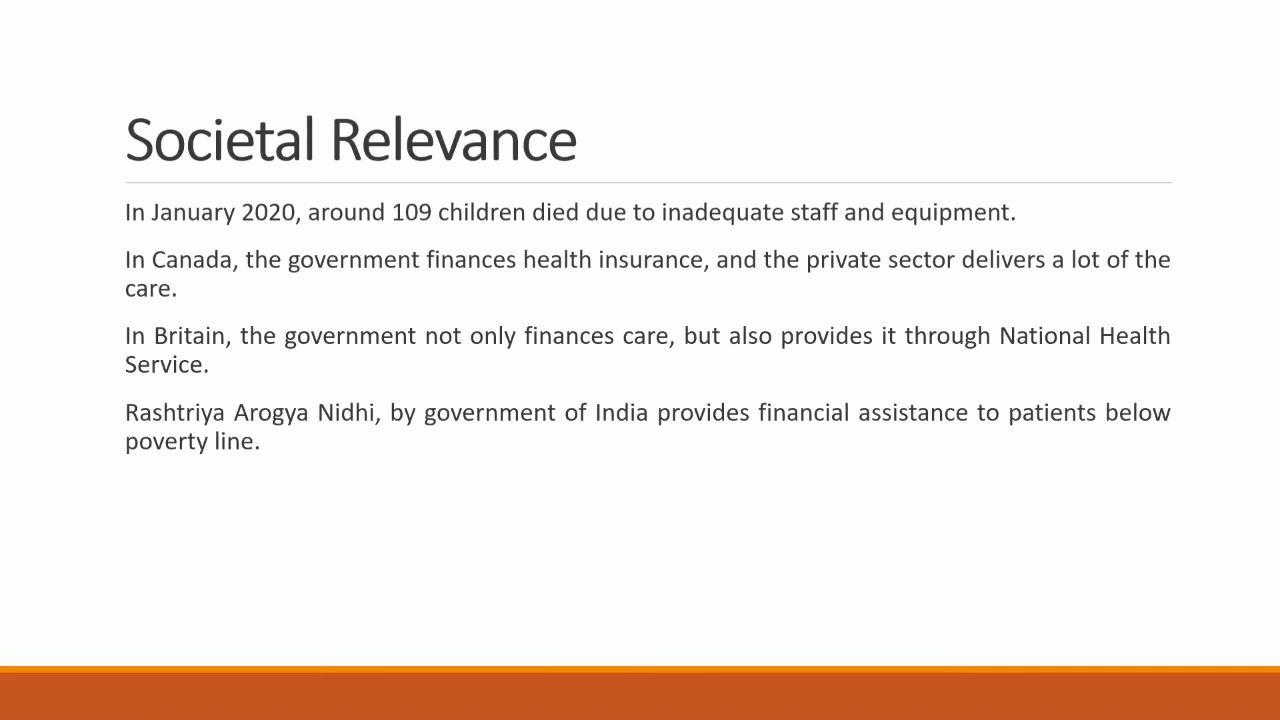 Societal Relevance
In January 2020, around 109 children died due to inadequate staff and equipment.
In Canada, the government finances health insurance, and the private sector delivers a lot of the
care.
In Britain, the government not only finances care, but also provides it through National Health
Service.
Rashtriya Arogya Nidhi, by government of India provides financial assistance to patients below
poverty line.